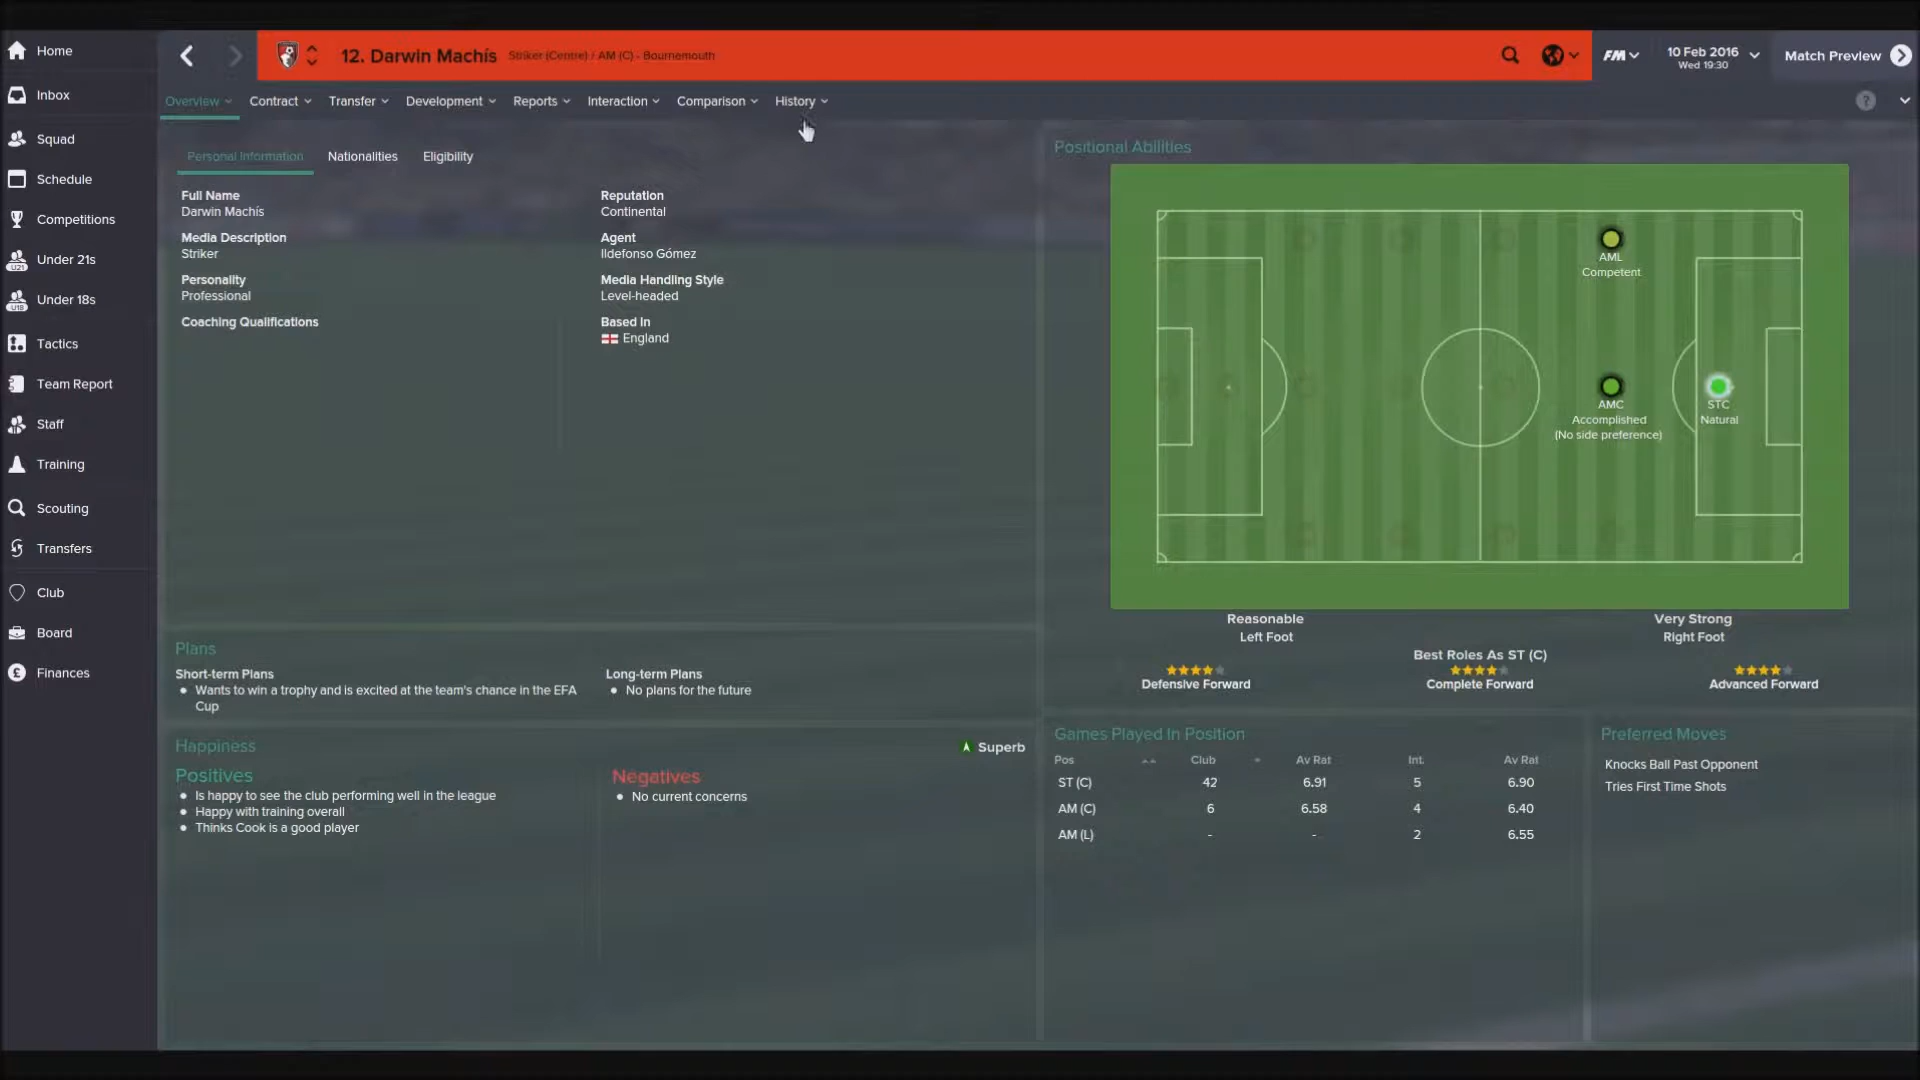 Home
Inbox
Squad
Schedule
Competitions
U21
Under 21s
U18
Under 18s
Tactics
Team Report
Staff
Training
Scouting
Transfers
Club
Board
£
Finances
12. Darwin Machís
Striker (Centre) / AM (C) - Bournemouth
FM
10 Feb 2016
Wed 19:30
Match Preview
Overview
Contract
Transfer
Development
Reports
Interaction
Comparison
History
?
Personal Information
Nationalities
Eligibility
Full Name
Darwin Machís
Media Description
Striker
Personality
Professional
Coaching Qualifications
Reputation
Continental
Agent
Ildefonso Gómez
Media Handling Style
Level-headed
Based In
England
Plans
Short-term Plans
Wants to win a trophy and is excited at the team's chance in the EFA
Cup
Long-term Plans
No plans for the future
Happiness
Superb
Positives
Is happy to see the club performing well in the league
Happy with training overall
Thinks Cook is a good player
Negatives
No current concerns
Positional Abilities
AML
Competent
AMC
Accomplished
(No side preference)
STC
Natural
Reasonable
Left Foot
Very Strong
Right Foot
Best Roles As ST (C)
Defensive Forward
Complete Forward
Advanced Forward
Games Played In Position
Pos Club Av Rat Int. Av Rat
ST (C) 42 6.91 5 6.90
AM (C) 6 6.58 4 6.40
AM (L) - - 2 6.55
Preferred Moves
Knocks Ball Past Opponent
Tries First Time Shots